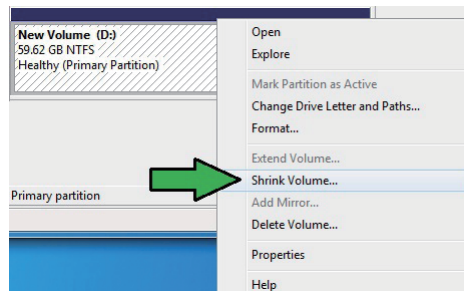 New Volume (D:)
59.62 GB NTFS
Healthy (Primary Partition)
Primary partition
Open
Explore
Mark Partition as Active
Change Drive Letter and Paths...
Format...
Extend Volume...
Shrink Volume...
Add Mirror...
Delete Volume...
Properties
Help